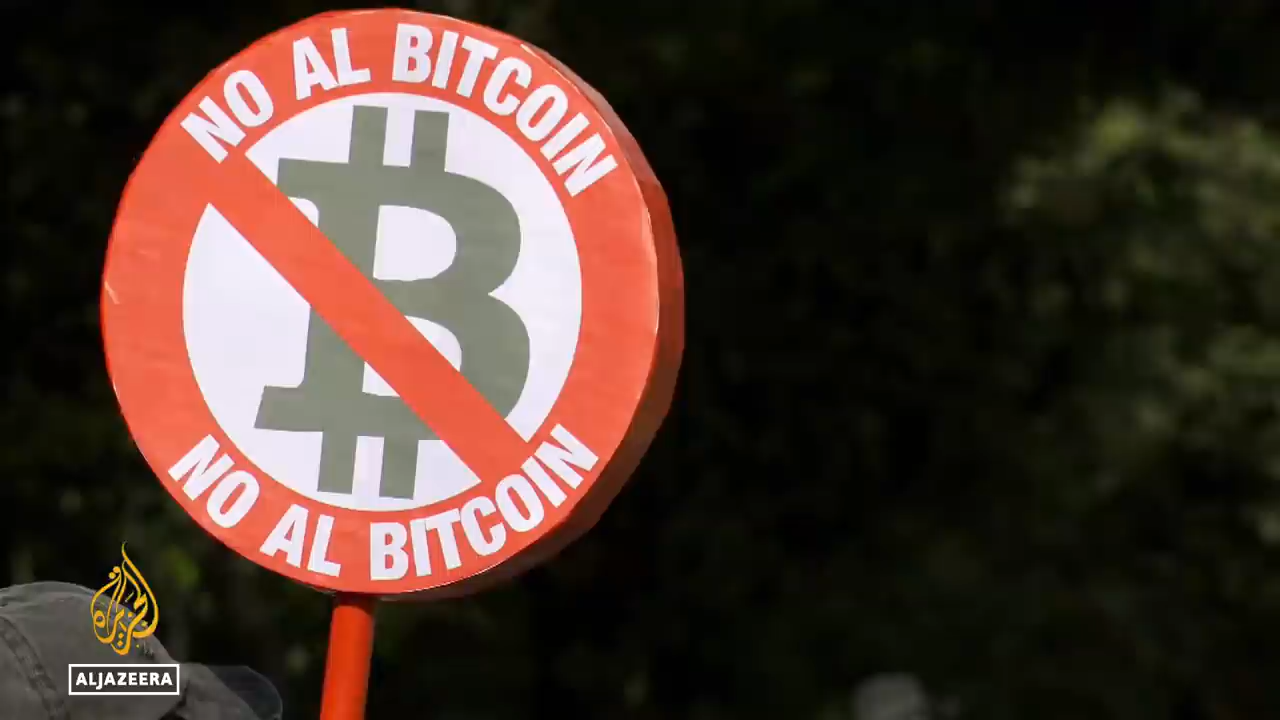 NO AL BITCOIN
NO AL BITCOIN
الجزيرة
ALJAZEERA